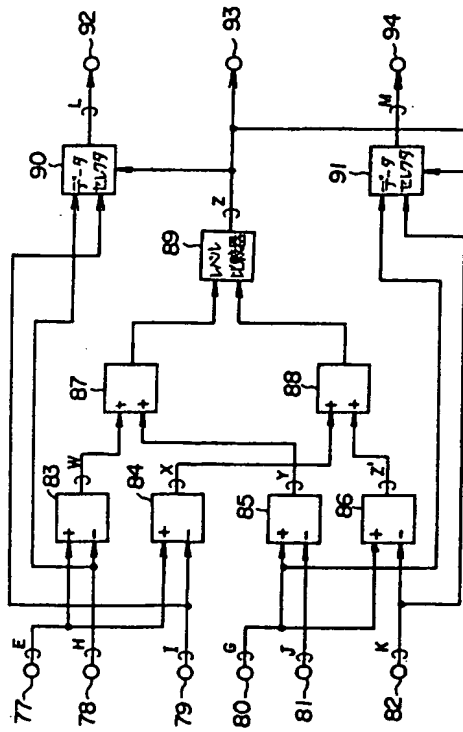 77
E
78
H
79
I
80
G
81
J
82
K
83
+
-
W
84
+
-
X
85
+
-
Y
86
+
-
Z'
87
+
+
88
+
+
89
レベル
比較器
Z
90
データ
セレクタ
L
91
データ
セレクタ
M
92
93
94